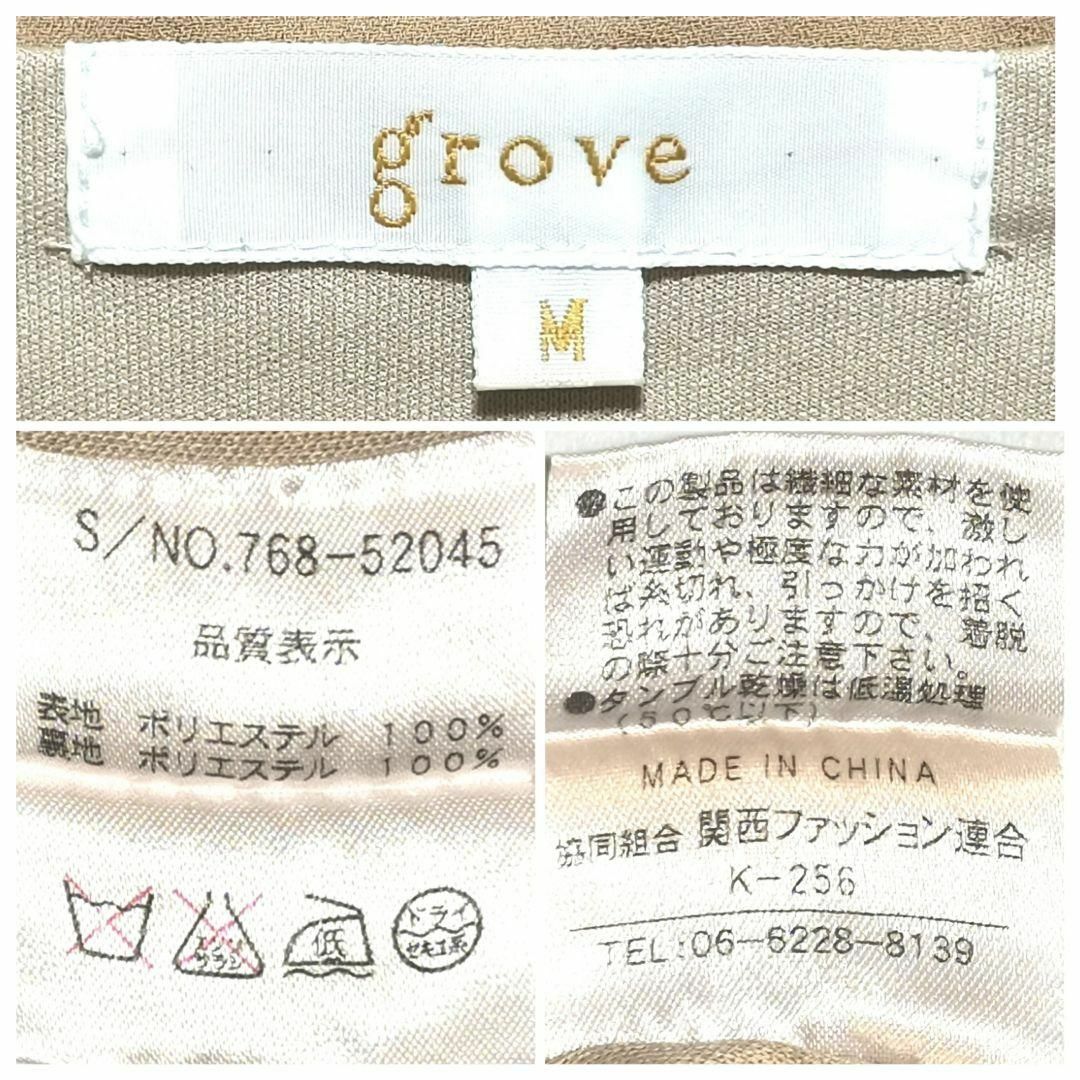 grove
M
S/NO.768-52045
品質表示
表地 ポリエステル 100%
裏地 ポリエステル 100%
エンソ サラシ
低
ドライ
セキユ系
●この製品は繊細な素材を使
用しておりますので、激し
い運動や極度な力が加われ
ば糸切れ、引っかけを招く
恐れがありますので、着脱
の際十分ご注意下さい。
●タンブル乾燥は低温処理
(50℃以下)
MADE IN CHINA
協同組合 関西ファッション連合
K-256
TEL:06-6228-8139